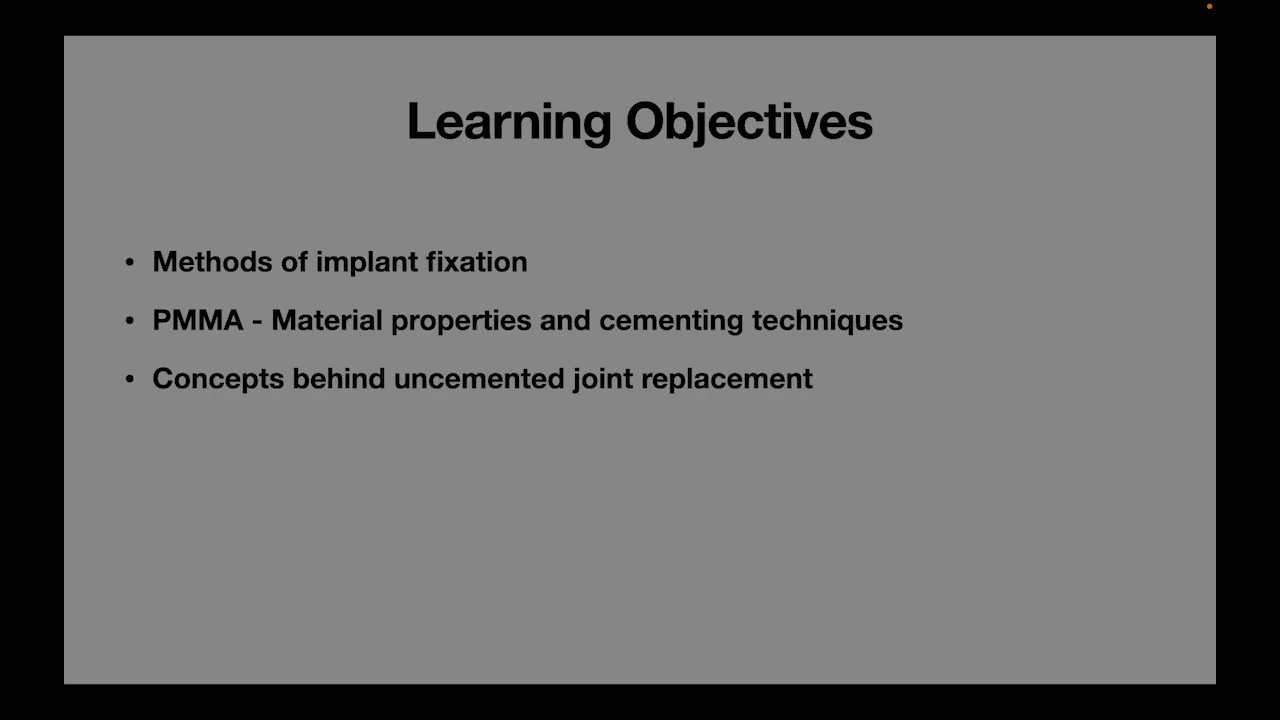 Learning Objectives
• Methods of implant fixation
• PMMA - Material properties and cementing techniques
• Concepts behind uncemented joint replacement